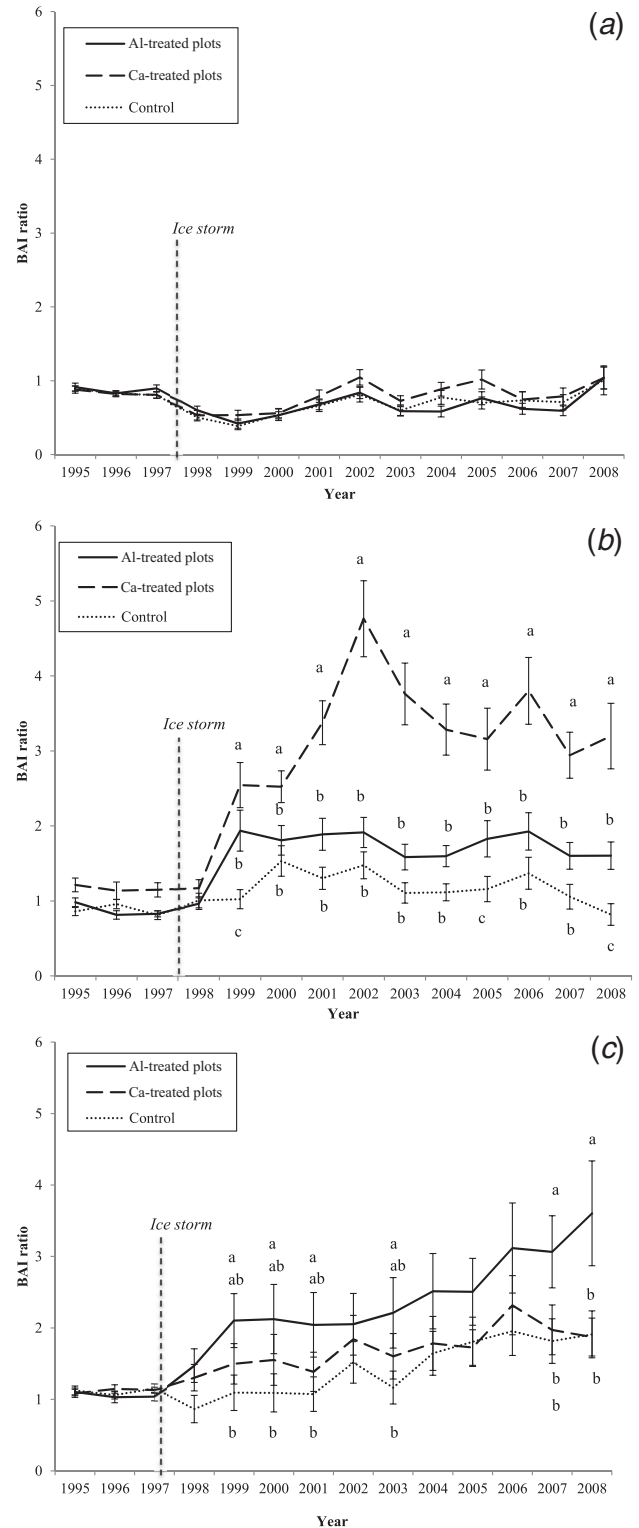 (a)
6
Al-treated plots
Ca-treated plots
Control
5
4
BAI ratio
3
Ice storm
2
1
0
1995 1996 1997 1998 1999 2000 2001 2002 2003 2004 2005 2006 2007 2008
Year
(b)
6
Al-treated plots
Ca-treated plots
Control
a
5
a a
a a a a
4
a
BAI ratio
Ice storm
3
a a
b b b b b b b b b
2
b
1
b b b b c b b c
c
0
1995 1996 1997 1998 1999 2000 2001 2002 2003 2004 2005 2006 2007 2008
Year
(c)
6
Al-treated plots
Ca-treated plots
Control
5
a
4
a
BAI ratio
Ice storm
a a a a
3
ab ab ab ab
b
2
b b
1
b b b b b
0
1995 1996 1997 1998 1999 2000 2001 2002 2003 2004 2005 2006 2007 2008
Year